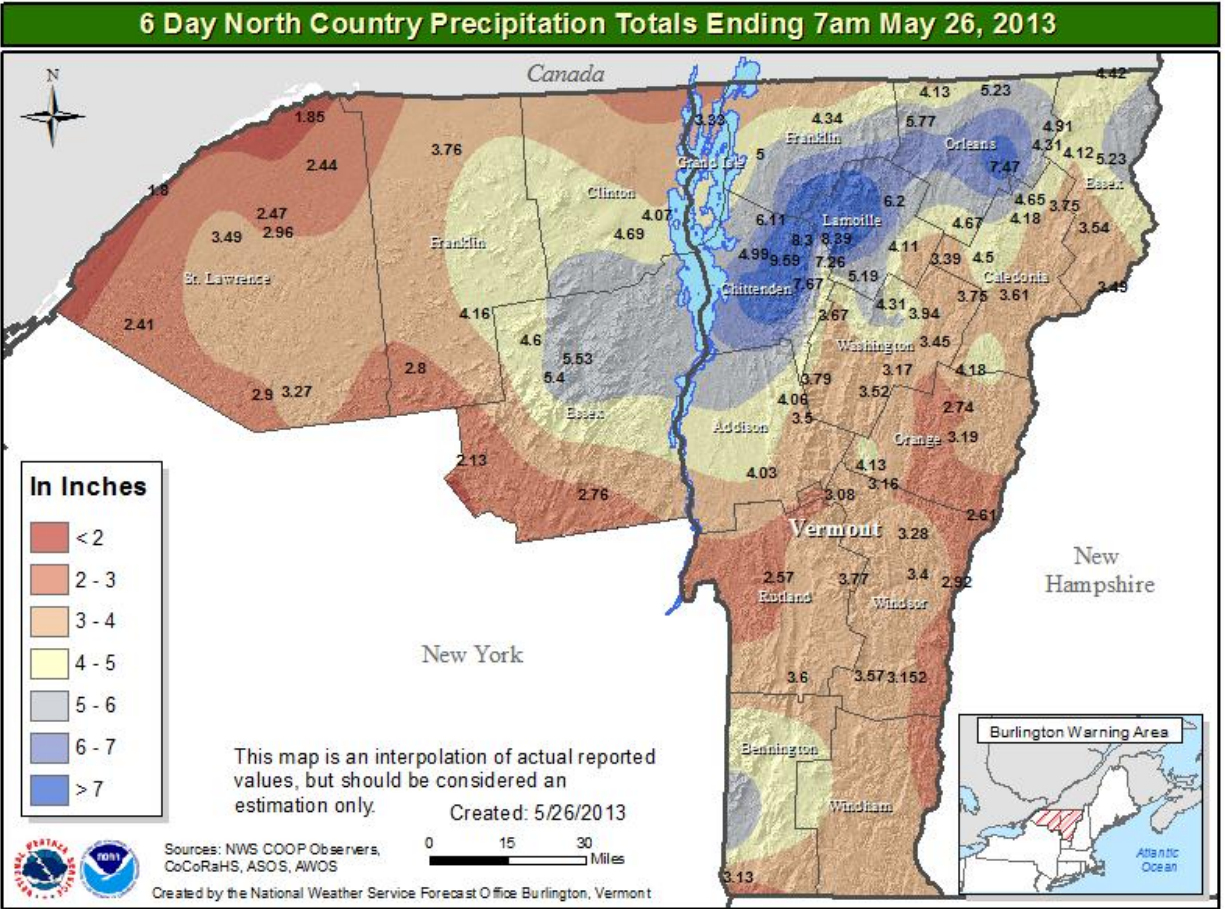 6 Day North Country Precipitation Totals Ending 7am May 26, 2013
N
Canada
4.42
1.85
3.33
4.13
5.23
4.34
5.77
4.91
Franklin
Orleans
4.31
3.76
5
4.12
2.44
Grand Isle
7.47
5.23
1.8
Clinton
Essex
6.2
4.65
3.75
2.47
4.07
6.11
Lamoille
4.67
4.18
3.54
2.96
3.49
4.69
8.3
8.39
Franklin
4.99
9.59
7.26
4.11
3.39
4.5
St. Lawrence
5.19
Caledonia
Chittenden
7.67
3.49
3.75
3.61
4.16
4.31
3.94
3.67
2.41
4.6
Washington
3.45
5.53
2.8
3.17
4.18
5.4
3.79
2.9
3.27
3.52
4.06
2.74
Essex
3.5
Addison
Orange
3.19
2.13
4.03
4.13
3.16
2.76
3.08
2.61
Vermont
3.28
New
Hampshire
2.57
3.77
3.4
2.92
Rutland
Windsor
New York
3.6
3.57
3.152
Bennington
Windham
3.13
In Inches
< 2
2 - 3
3 - 4
4 - 5
5 - 6
6 - 7
> 7
This map is an interpolation of actual reported
values, but should be considered an
estimation only.
Created: 5/26/2013
0 15 30
Miles
Sources: NWS COOP Observers,
CoCoRaHS, ASOS, AWOS
Created by the National Weather Service Forecast Office Burlington, Vermont
NATIONAL WEATHER SERVICE
noaa
Burlington Warning Area
Atlantic
Ocean